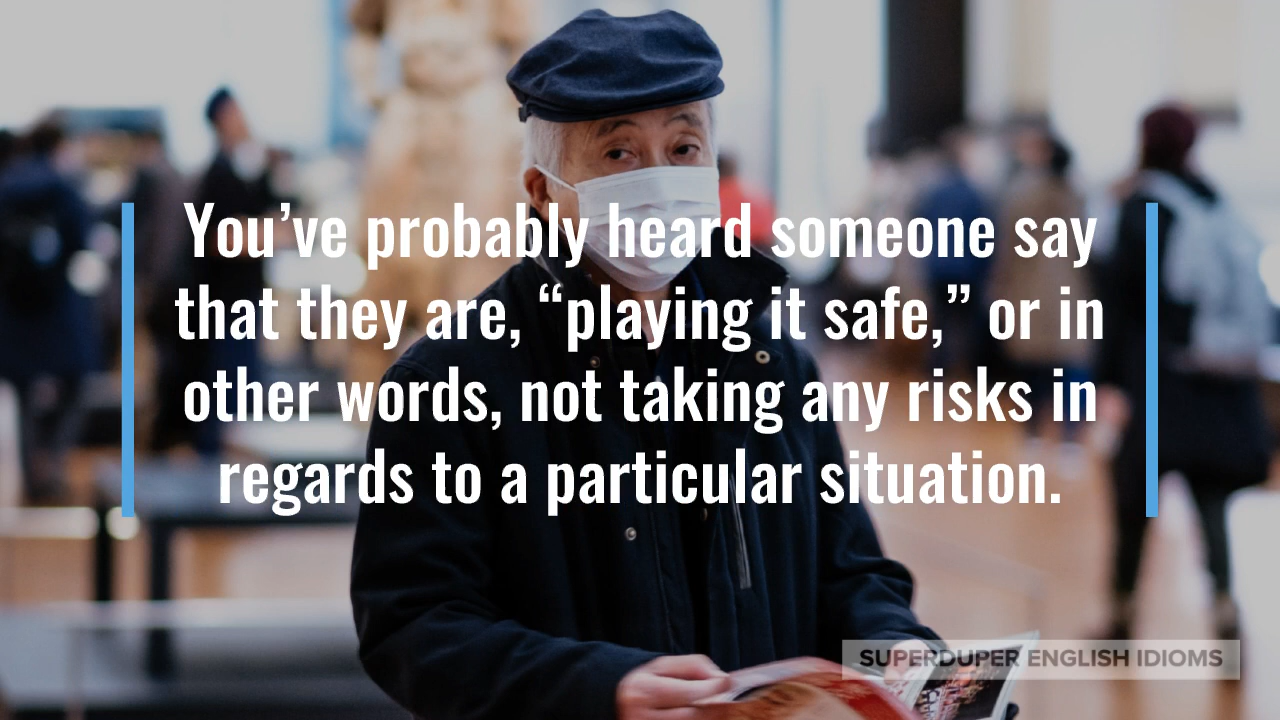 You’ve probably heard someone say
that they are, “playing it safe,” or in
other words, not taking any risks in
regards to a particular situation.
SUPERDUPER ENGLISH IDIOMS